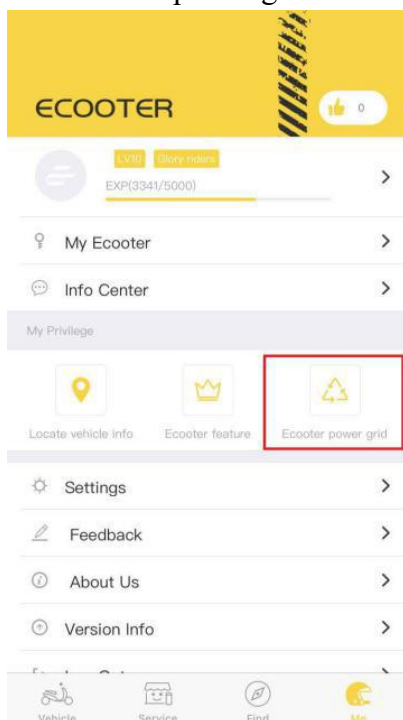 ECOOTER
0
LV10 Glory riders
EXP(3341/5000)
My Ecooter
Info Center
My Privilege
Locate vehicle info Ecooter feature Ecooter power grid
Settings
Feedback
About Us
Version Info
Vehicle Service Find Me